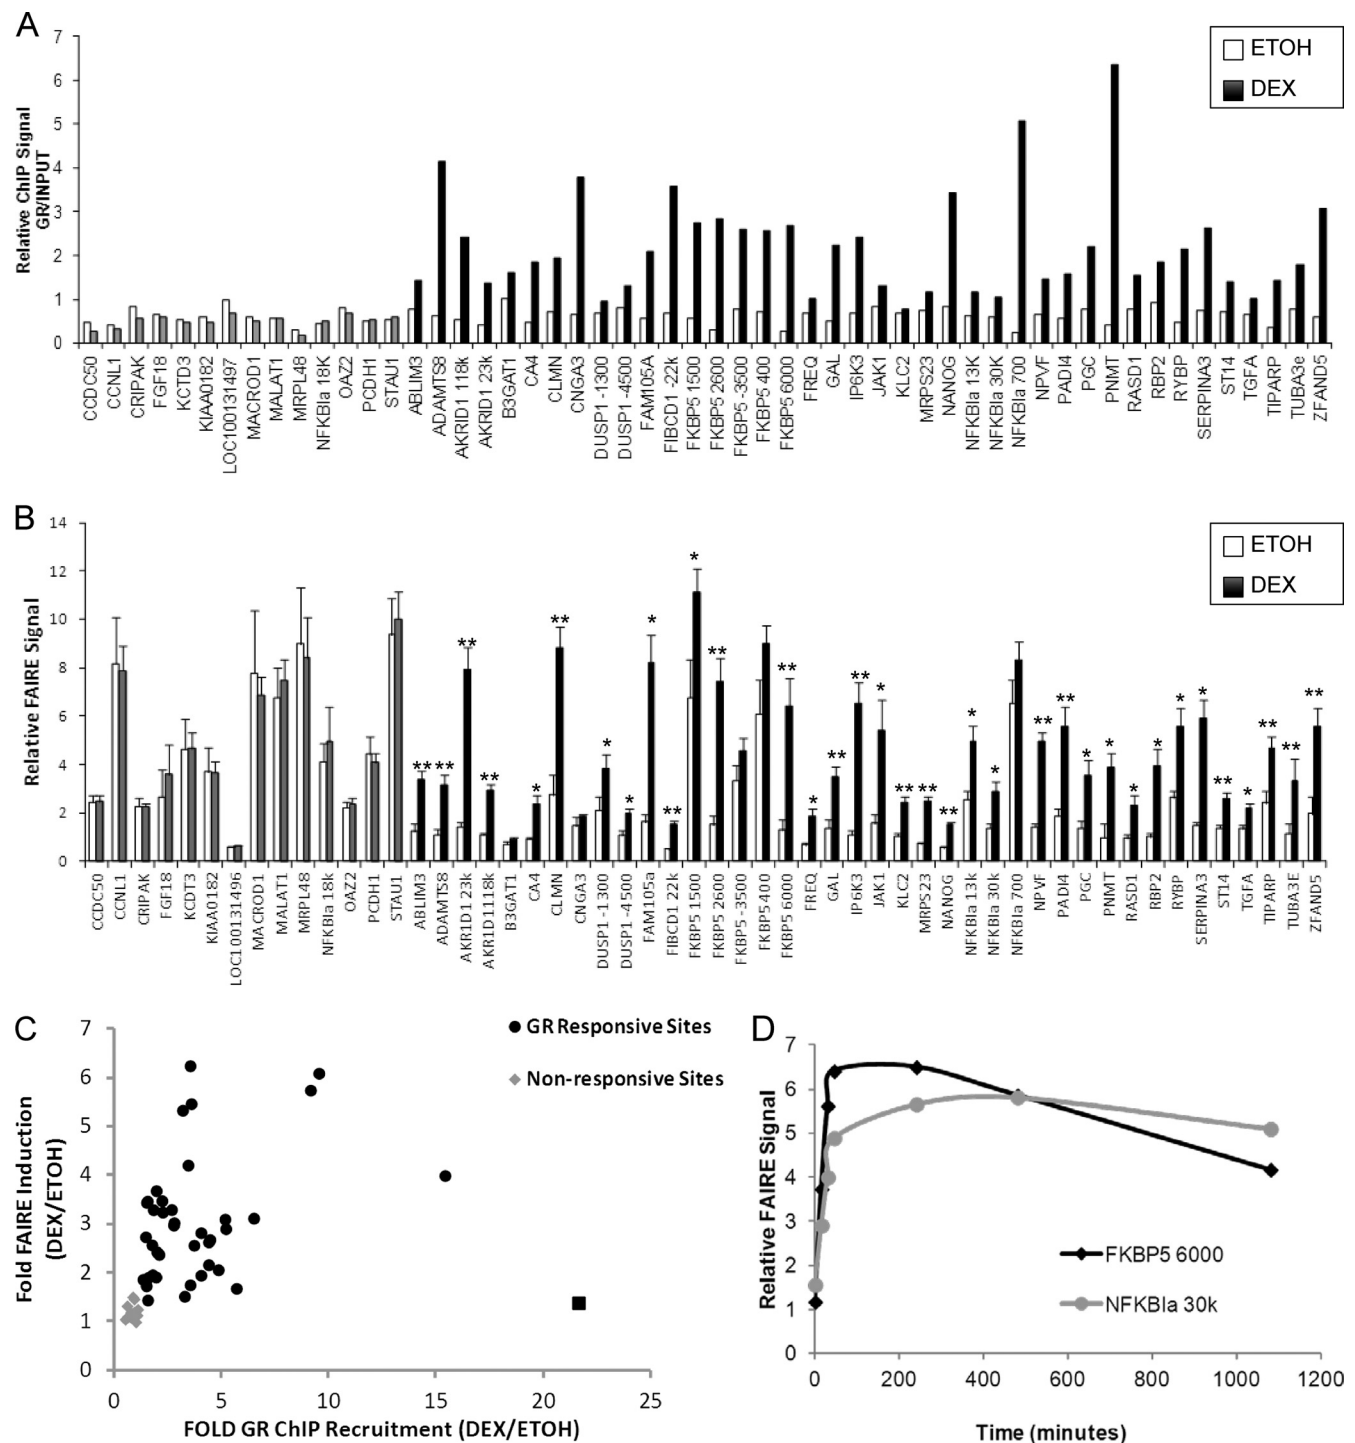 A
Relative ChIP Signal
GR/INPUT
7
6
5
4
3
2
1
0
ETOH
DEX
CCDC50
CCNL1
CRIPAK
FGF18
KCTD3
KIAA0182
LOC100131497
MACROD1
MALAT1
MRPL48
NFKBIa 18K
OAZ2
PCDH1
STAU1
ABLIM3
ADAMTS8
AKRID1 118k
AKRID1 23k
B3GAT1
CA4
CLMN
CNGA3
DUSP1 -1300
DUSP1 -4500
FAM105A
FIBCD1 -22k
FKBP5 1500
FKBP5 2600
FKBP5 -3500
FKBP5 400
FKBP5 6000
FREQ
GAL
IP6K3
JAK1
KLC2
MRPS23
NANOG
NFKBIa 13K
NFKBIa 30K
NFKBIa 700
NPVF
PADI4
PGC
PNMT
RASD1
RBP2
RYBP
SERPINA3
ST14
TGFA
TIPARP
TUBA3e
ZFAND5
B
Relative FAIRE Signal
14
12
10
8
6
4
2
0
ETOH
DEX
** ** ** ** * ** * * * ** * ** ** * ** ** * ** * ** ** ** * * ** ** * * * * * * ** * ** ** **
CCDC50
CCNL1
CRIPAK
FGF18
KCDT3
KIAA0182
LOC100131496
MACROD1
MALAT1
MRPL48
NFKBIa 18k
OAZ2
PCDH1
STAU1
ABLIM3
ADAMTS8
AKR1D1 23k
AKR1D1118k
B3GAT1
CA4
CLMN
CNGA3
DUSP1 -1300
DUSP1 -4500
FAM105a
FIBCD1 22k
FKBP5 1500
FKBP5 2600
FKBP5 -3500
FKBP5 400
FKBP5 6000
FREQ
GAL
IP6K3
JAK1
KLC2
MRPS23
NANOG
NFKBIa 13k
NFKBIa 30k
NFKBIa 700
NPVF
PADI4
PGC
PNMT
RASD1
RBP2
RYBP
SERPINA3
ST14
TGFA
TIPARP
TUBA3E
ZFAND5
C
Fold FAIRE Induction
(DEX/ETOH)
7
6
5
4
3
2
1
0
GR Responsive Sites
Non-responsive Sites
0 5 10 15 20 25
FOLD GR ChIP Recruitment (DEX/ETOH)
D
Relative FAIRE Signal
7
6
5
4
3
2
1
0
FKBP5 6000
NFKBIa 30k
0 200 400 600 800 1000 1200
Time (minutes)